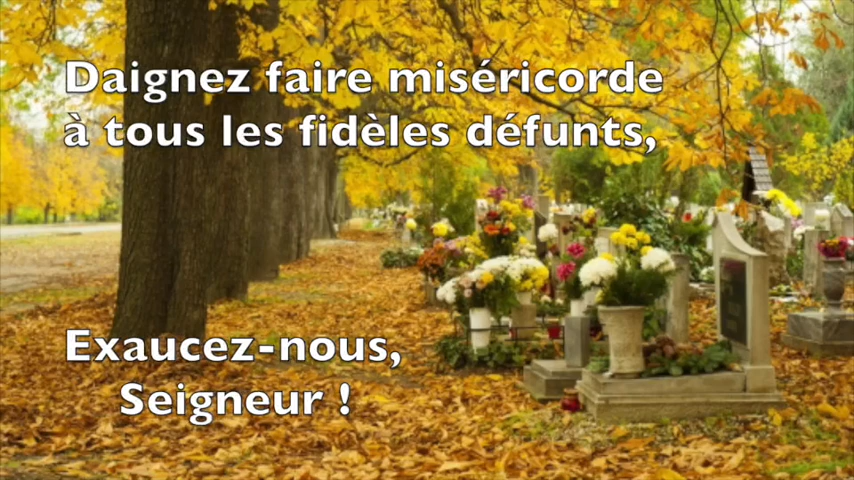 Daignez faire miséricorde
à tous les fidèles défunts,
Exaucez-nous,
Seigneur !